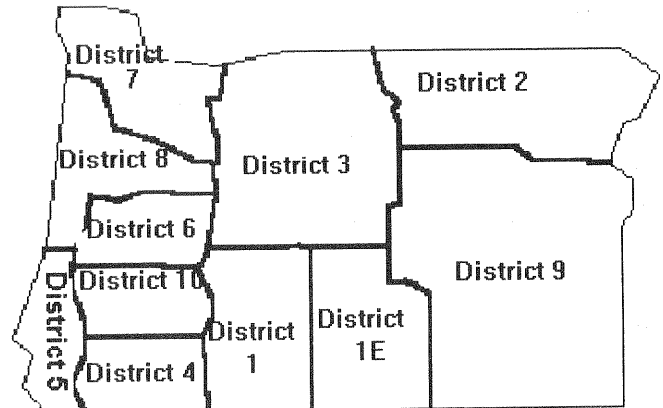 District
7
District 2
District 8
District 3
District 6
District 9
District 10
District 5
District
1
District
1E
District 4